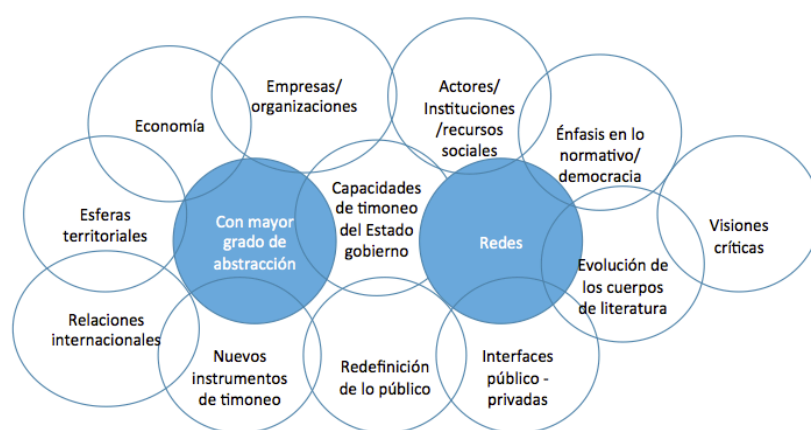 Empresas/
organizaciones
Actores/
Instituciones
/recursos
sociales
Economía
Énfasis en lo
normativo/
democracia
Esferas
territoriales
Con mayor
grado de
abstracción
Capacidades
de timoneo
del Estado
gobierno
Redes
Visiones
críticas
Evolución de
los cuerpos
de literatura
Relaciones
internacionales
Nuevos
instrumentos
de timoneo
Redefinición
de lo público
Interfaces
público -
privadas